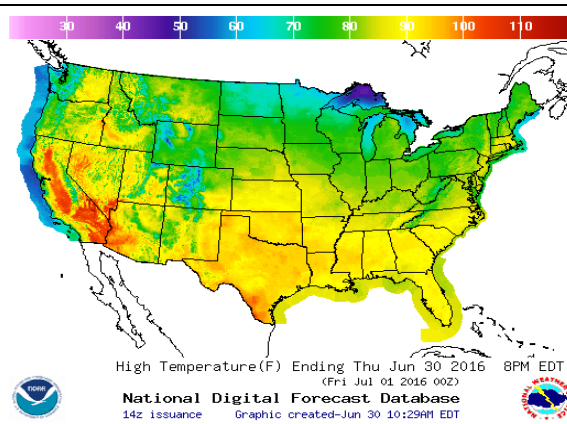 30 40 50 60 70 80 90 100 110
High Temperature(F) Ending Thu Jun 30 2016 8PM EDT
(Fri Jul 01 2016 00Z)
National Digital Forecast Database
14z issuance Graphic created-Jun 30 10:29AM EDT
noaa